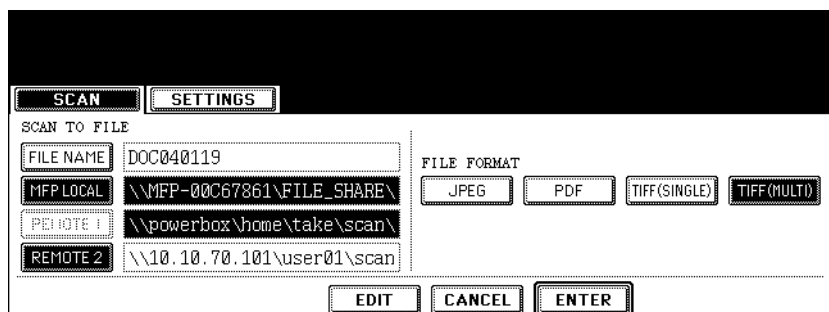 SCAN SETTINGS
SCAN TO FILE
FILE NAME DOC040119
MFP LOCAL \\MFP-00C67861\FILE_SHARE\
\\powerbox\home\take\scan\
REMOTE 2 \\10.10.70.101\user01\scan
FILE FORMAT
JPEG PDF TIFF(SINGLE) TIFF(MULTI)
EDIT CANCEL ENTER